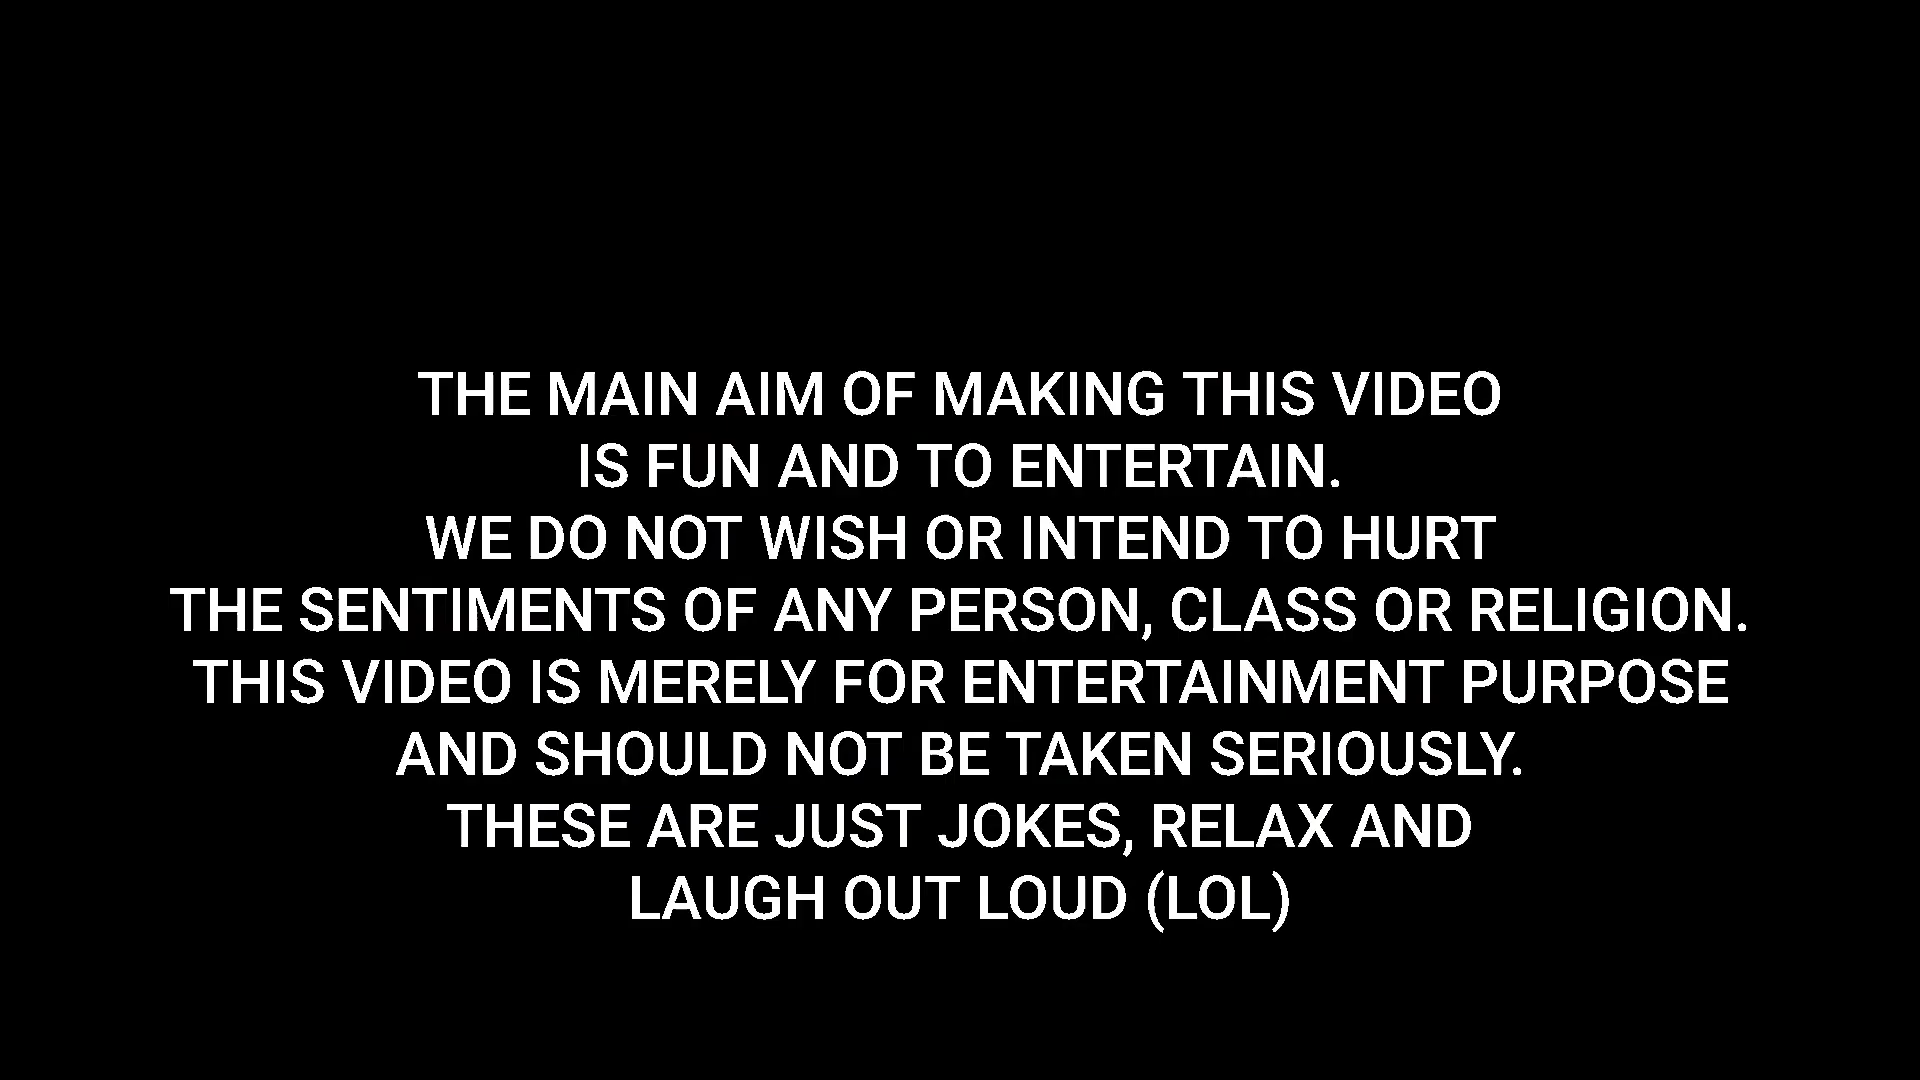 THE MAIN AIM OF MAKING THIS VIDEO
IS FUN AND TO ENTERTAIN.
WE DO NOT WISH OR INTEND TO HURT
THE SENTIMENTS OF ANY PERSON, CLASS OR RELIGION.
THIS VIDEO IS MERELY FOR ENTERTAINMENT PURPOSE
AND SHOULD NOT BE TAKEN SERIOUSLY.
THESE ARE JUST JOKES, RELAX AND
LAUGH OUT LOUD (LOL)